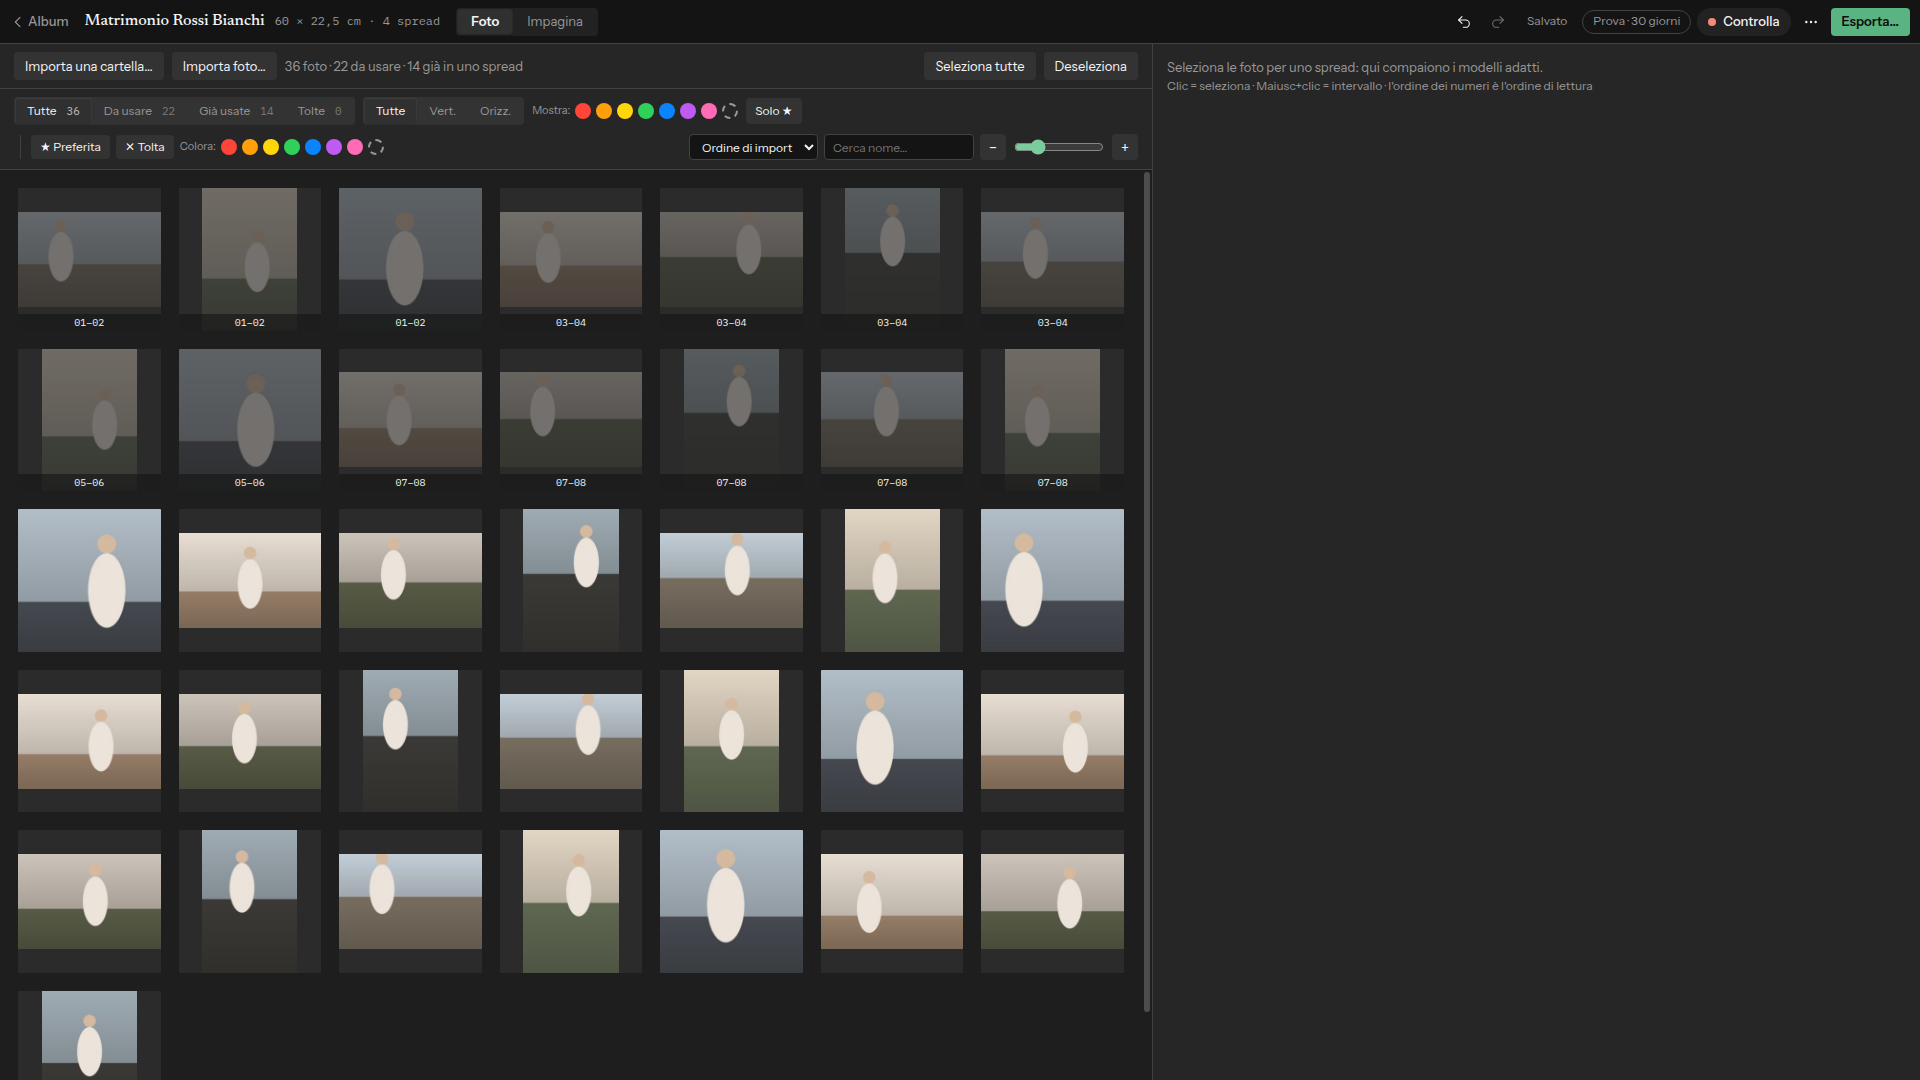 Album Matrimonio Rossi Bianchi 60 × 22,5 cm · 4 spread Foto Impagina Salvato Prova · 30 giorni Controlla ··· Esporta...
Importa una cartella... Importa foto... 36 foto · 22 da usare · 14 già in uno spread Seleziona tutte Deseleziona
Seleziona le foto per uno spread: qui compaiono i modelli adatti.
Clic = seleziona · Maiusc+clic = intervallo · l'ordine dei numeri è l'ordine di lettura
Tutte 36 Da usare 22 Già usate 14 Tolte 0 Tutte Vert. Orizz. Mostra: Solo ★
★ Preferita ✕ Tolta Colora: Ordine di import Cerca nome... − +
01–02 01–02 01–02 03–04 03–04 03–04 03–04
05–06 05–06 07–08 07–08 07–08 07–08 07–08